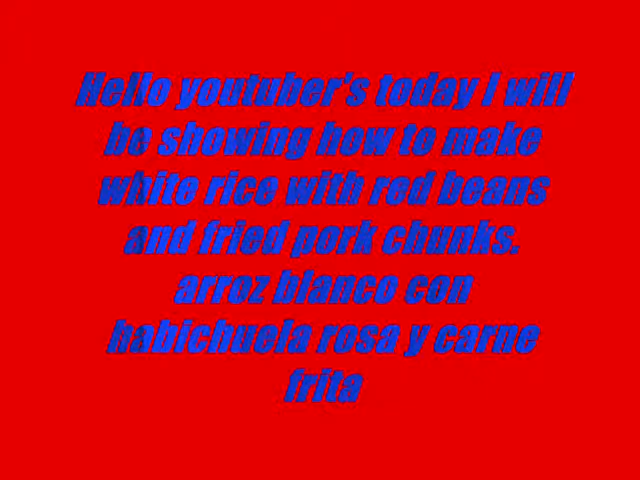 Hello youtuber's today I will
be showing how to make
white rice with red beans
and fried pork chunks.
arroz blanco con
habichuela rosa y carne
frita